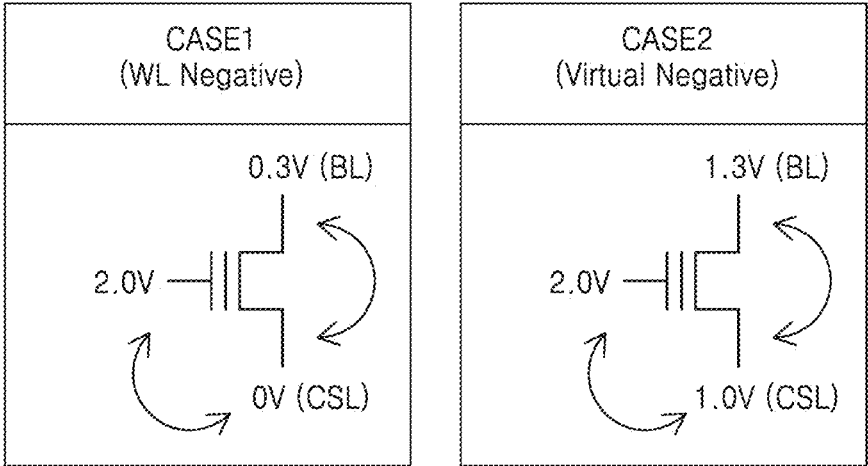 CASE1
(WL Negative)
0.3V (BL)
2.0V
0V (CSL)
CASE2
(Virtual Negative)
1.3V (BL)
2.0V
1.0V (CSL)